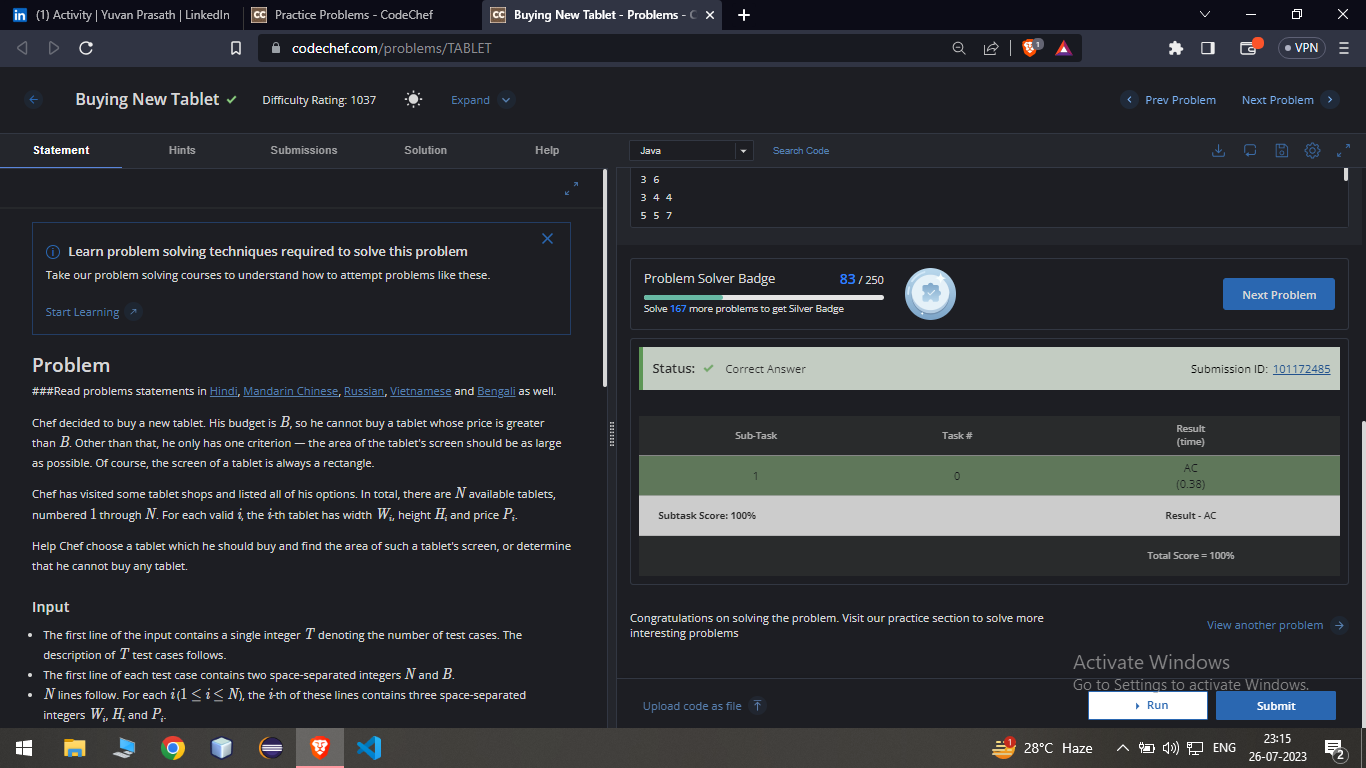 (1) Activity | Yuvan Prasath | LinkedIn
Practice Problems - CodeChef
Buying New Tablet - Problems - C
codechef.com/problems/TABLET
1
VPN
Buying New Tablet
Difficulty Rating: 1037
Expand
Prev Problem
Next Problem
Statement
Hints
Submissions
Solution
Help
Learn problem solving techniques required to solve this problem
Take our problem solving courses to understand how to attempt problems like these.
Start Learning
Problem
###Read problems statements in Hindi, Mandarin Chinese, Russian, Vietnamese and Bengali as well.
Chef decided to buy a new tablet. His budget is B, so he cannot buy a tablet whose price is greater
than B. Other than that, he only has one criterion — the area of the tablet's screen should be as large
as possible. Of course, the screen of a tablet is always a rectangle.
Chef has visited some tablet shops and listed all of his options. In total, there are N available tablets,
numbered 1 through N. For each valid i, the i-th tablet has width Wi, height Hi and price Pi.
Help Chef choose a tablet which he should buy and find the area of such a tablet's screen, or determine
that he cannot buy any tablet.
Input
• The first line of the input contains a single integer T denoting the number of test cases. The
description of T test cases follows.
• The first line of each test case contains two space-separated integers N and B.
• N lines follow. For each i (1 ≤ i ≤ N), the i-th of these lines contains three space-separated
integers Wi, Hi and Pi.
Java
Search Code
3 6
3 4 4
5 5 7
Problem Solver Badge
83 / 250
Solve 167 more problems to get Silver Badge
Next Problem
Status:
Correct Answer
Submission ID: 101172485
Sub-Task
Task #
Result
(time)
1
0
AC
(0.38)
Subtask Score: 100%
Result - AC
Total Score = 100%
Congratulations on solving the problem. Visit our practice section to solve more
interesting problems
View another problem
Activate Windows
Go to Settings to activate Windows.
Upload code as file
Run
Submit
1
28°C Haze
ENG
23:15
26-07-2023
2